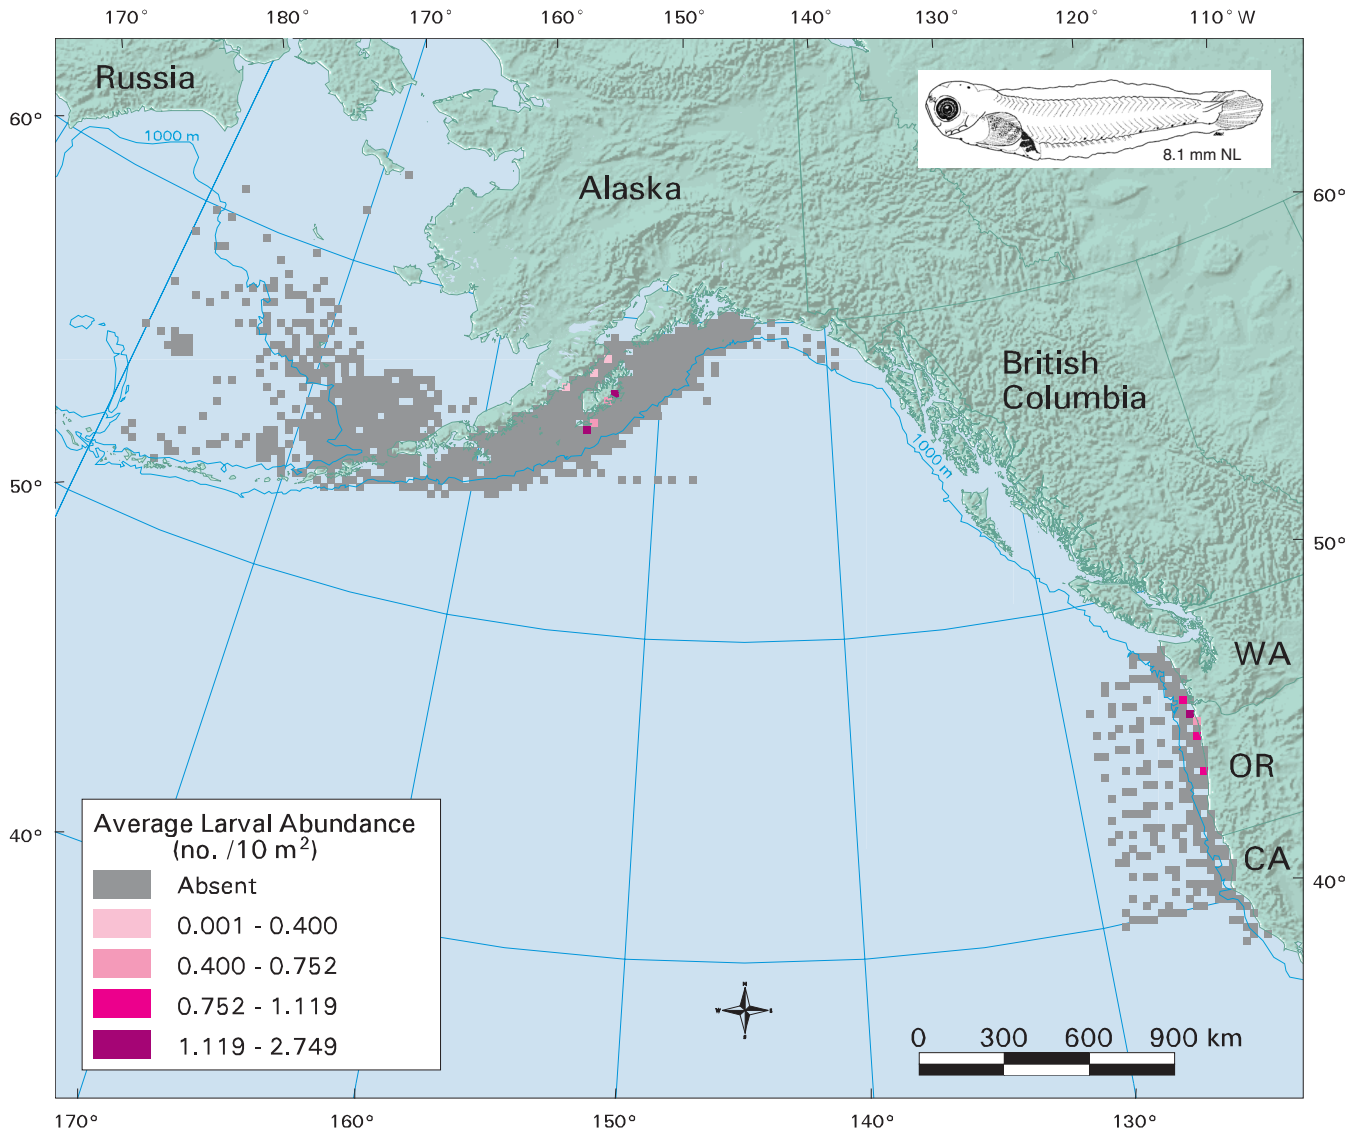 170° 180° 170° 160° 150° 140° 130° 120° 110° W
Russia
60°
1000 m
8.1 mm NL
Alaska
60°
British
Columbia
1000 m
50°
50°
WA
OR
CA
40°
40°
Average Larval Abundance
(no. /10 m²)
Absent
0.001 - 0.400
0.400 - 0.752
0.752 - 1.119
1.119 - 2.749
N
W
S
0 300 600 900 km
170° 160° 150° 140° 130°